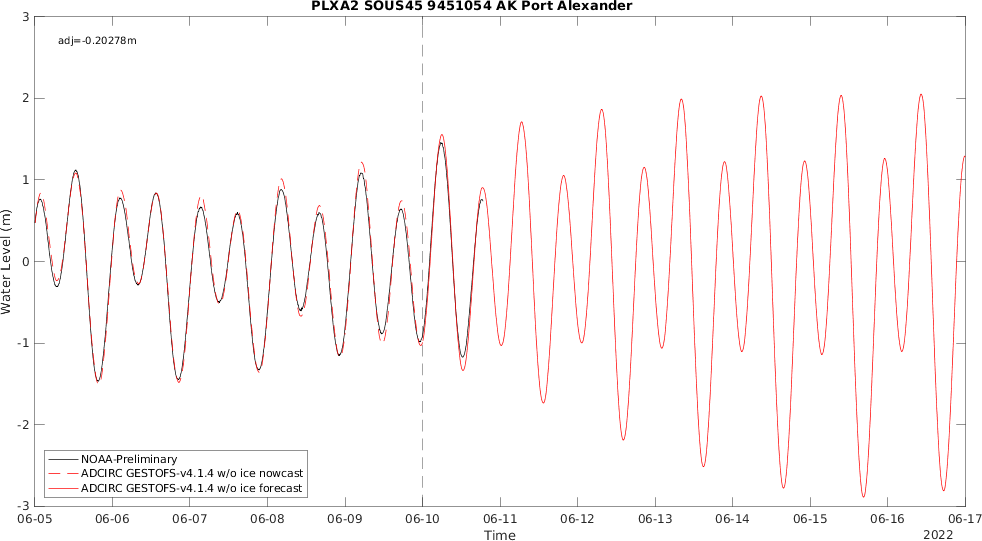 PLXA2 SOUS45 9451054 AK Port Alexander
adj=-0.20278m
3
2
1
0
-1
-2
-3
Water Level (m)
NOAA-Preliminary
ADCIRC GESTOFS-v4.1.4 w/o ice nowcast
ADCIRC GESTOFS-v4.1.4 w/o ice forecast
06-05 06-06 06-07 06-08 06-09 06-10 06-11 06-12 06-13 06-14 06-15 06-16 06-17
Time
2022